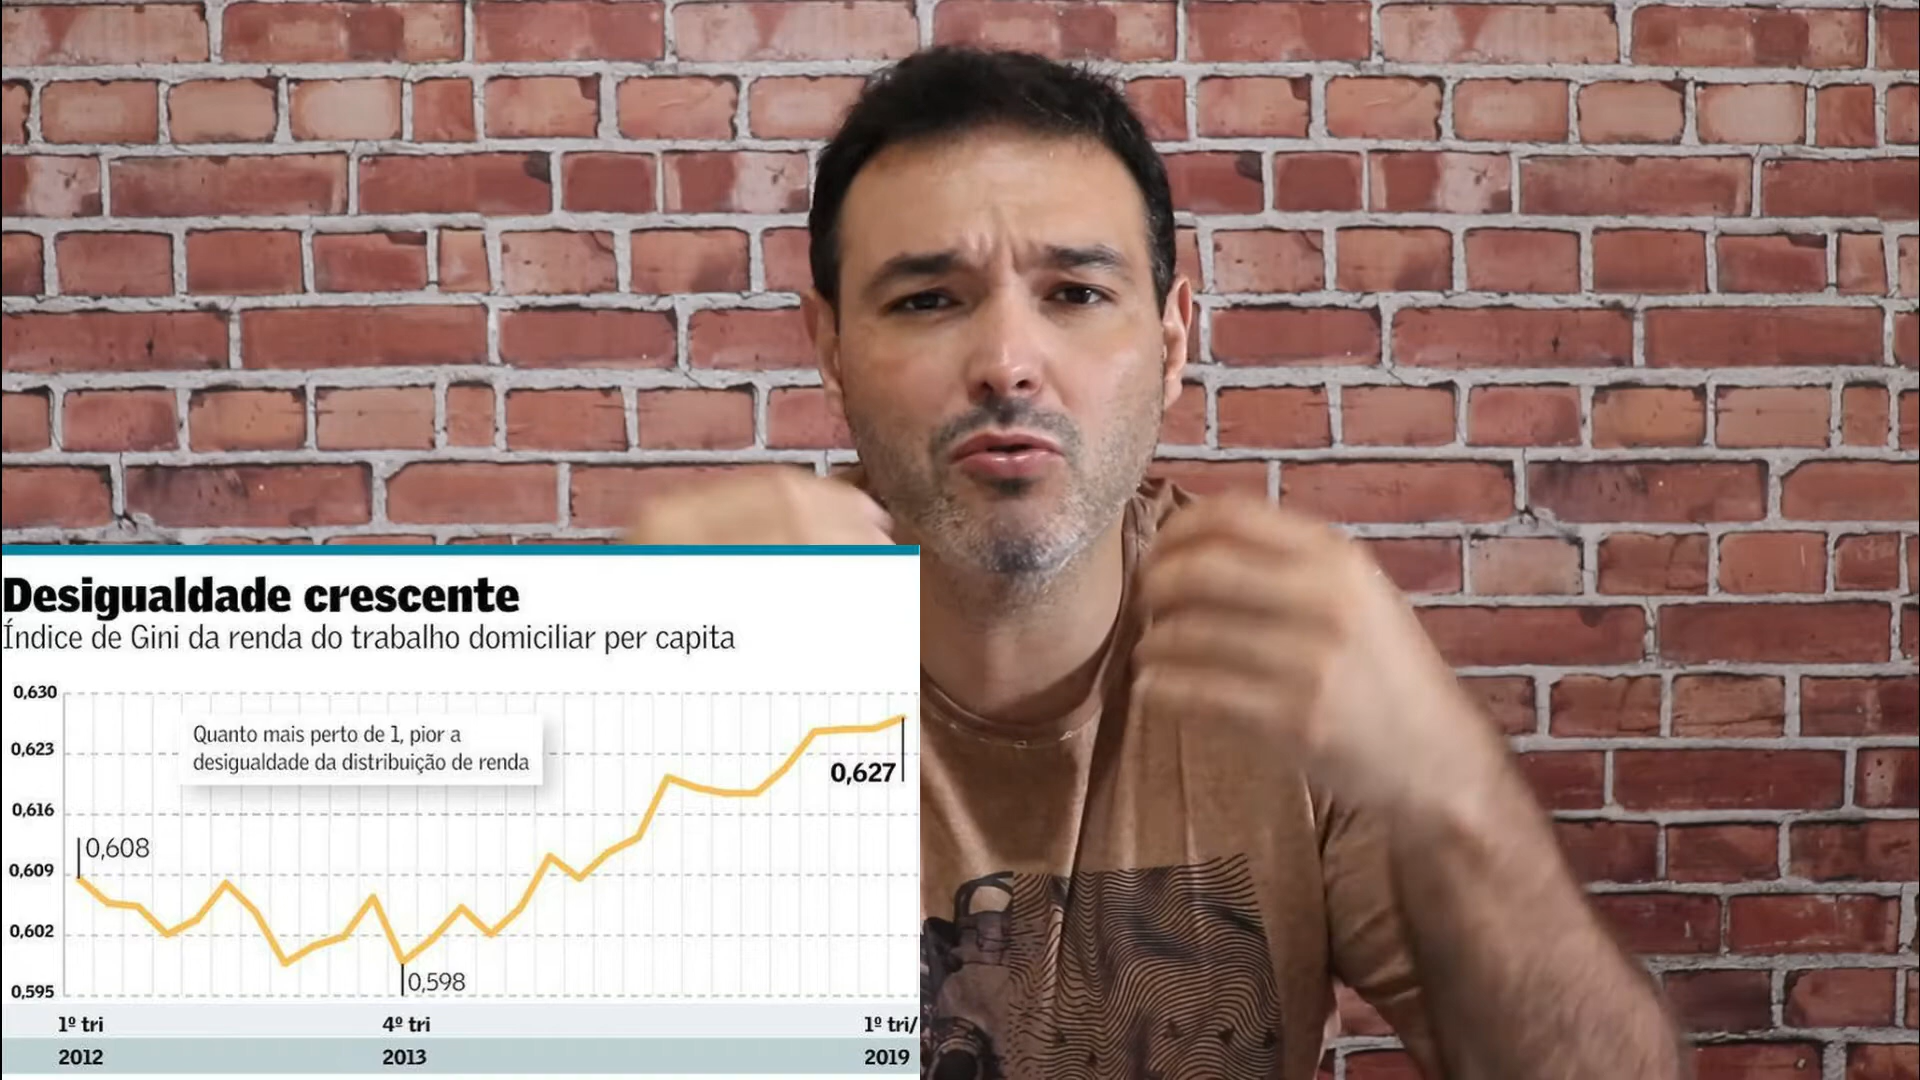 Desigualdade crescente
Índice de Gini da renda do trabalho domiciliar per capita
0,630
Quanto mais perto de 1, pior a
desigualdade da distribuição de renda
0,623
0,627
0,616
0,608
0,609
0,602
0,598
0,595
1º tri 4º tri 1º tri/
2012 2013 2019